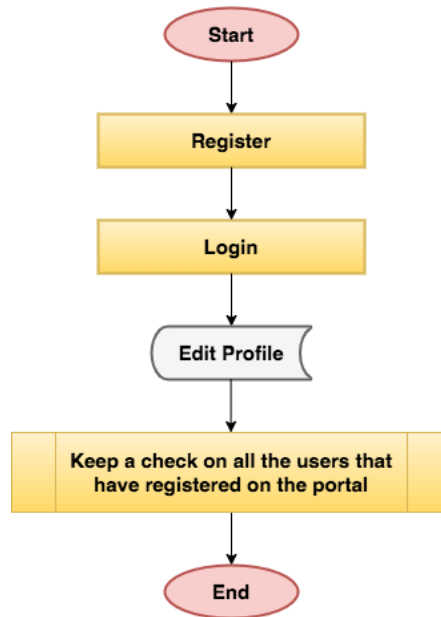 Start
Register
Login
Edit Profile
Keep a check on all the users that
have registered on the portal
End